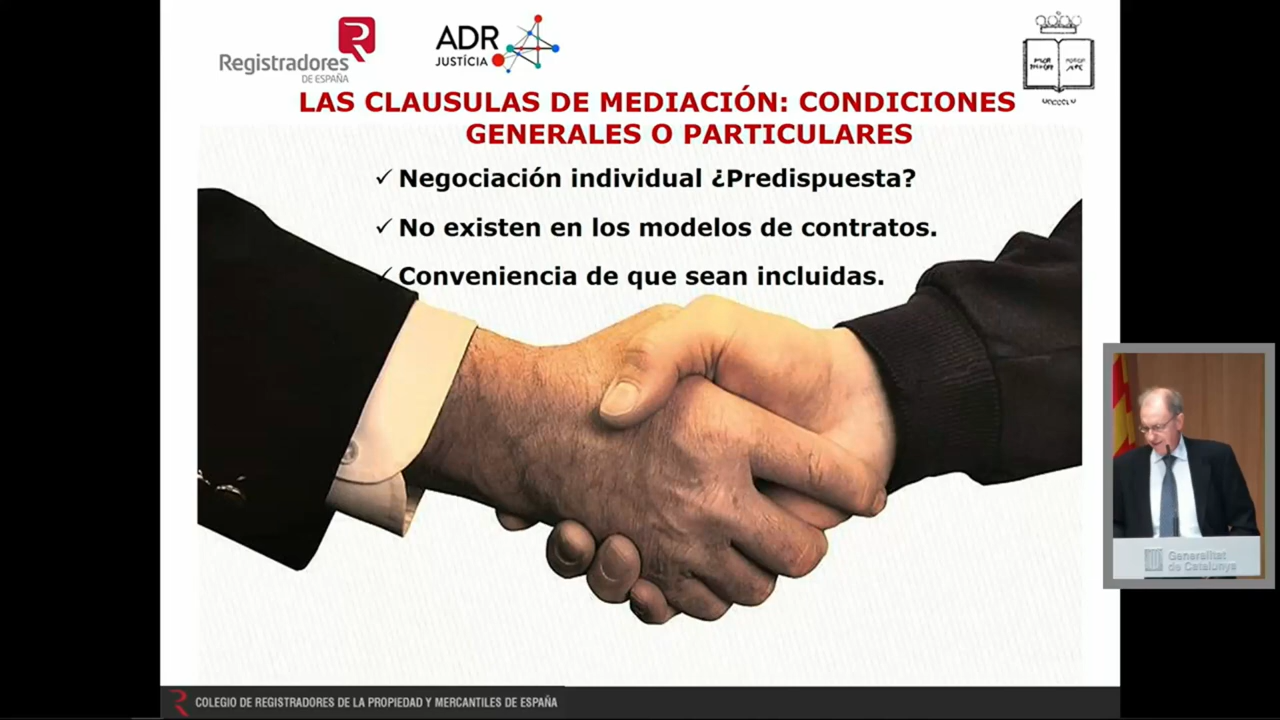 Registradores
DE ESPAÑA
ADR
JUSTÍCIA
LAS CLAUSULAS DE MEDIACIÓN: CONDICIONES
GENERALES O PARTICULARES
✓ Negociación individual ¿Predispuesta?
✓ No existen en los modelos de contratos.
✓ Conveniencia de que sean incluidas.
Generalitat
de Catalunya
COLEGIO DE REGISTRADORES DE LA PROPIEDAD Y MERCANTILES DE ESPAÑA